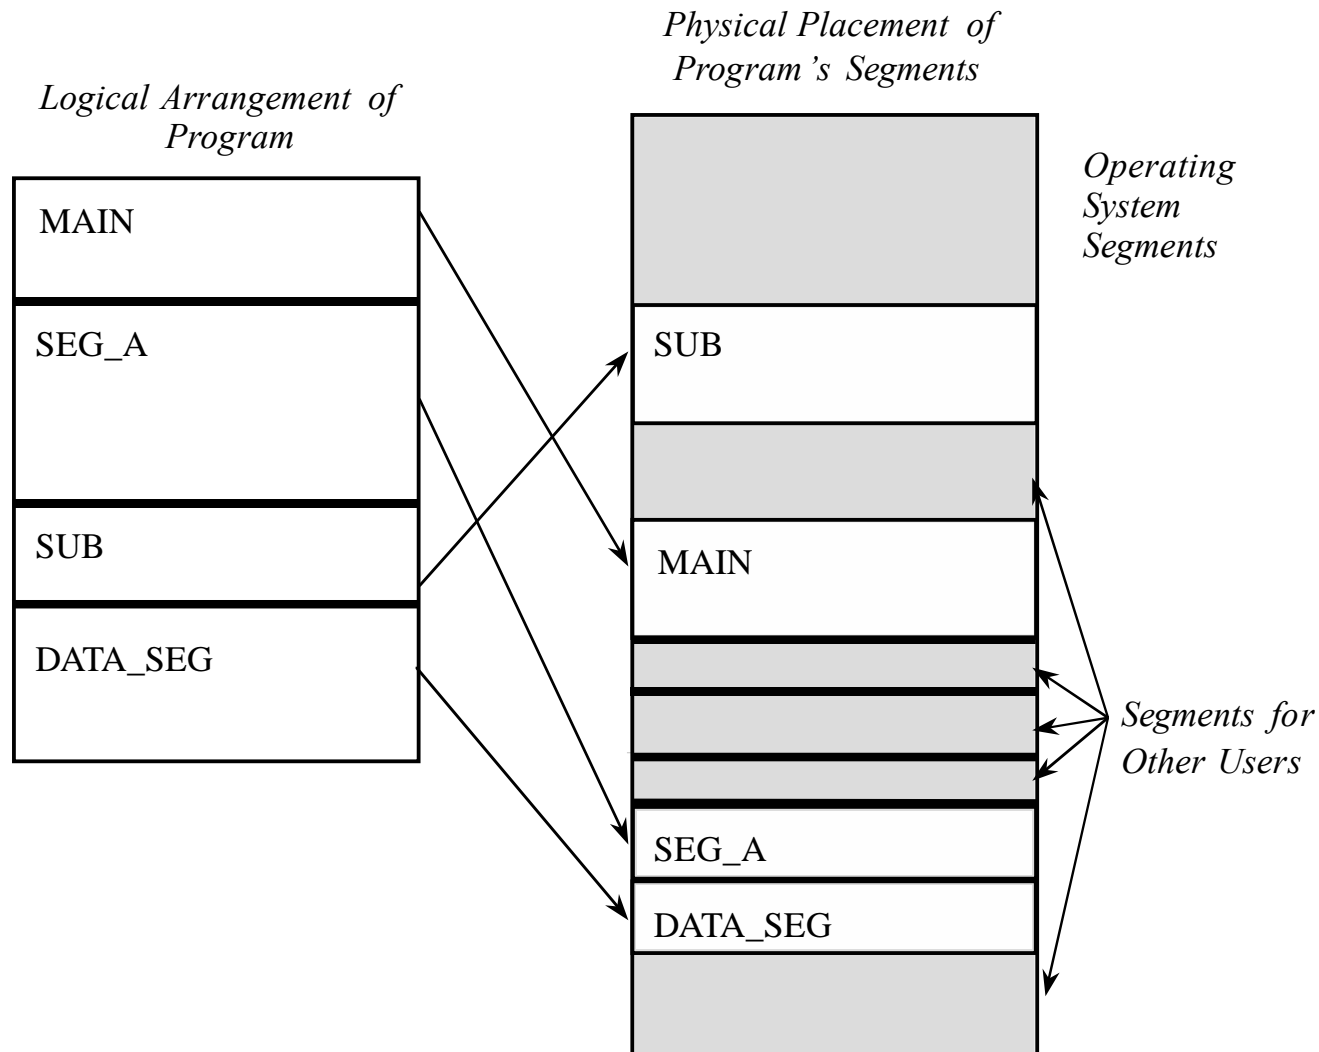 Physical Placement of
Program's Segments
Logical Arrangement of
Program
Operating
System
Segments
MAIN
SEG_A
SUB
DATA_SEG
SUB
MAIN
SEG_A
DATA_SEG
Segments for
Other Users